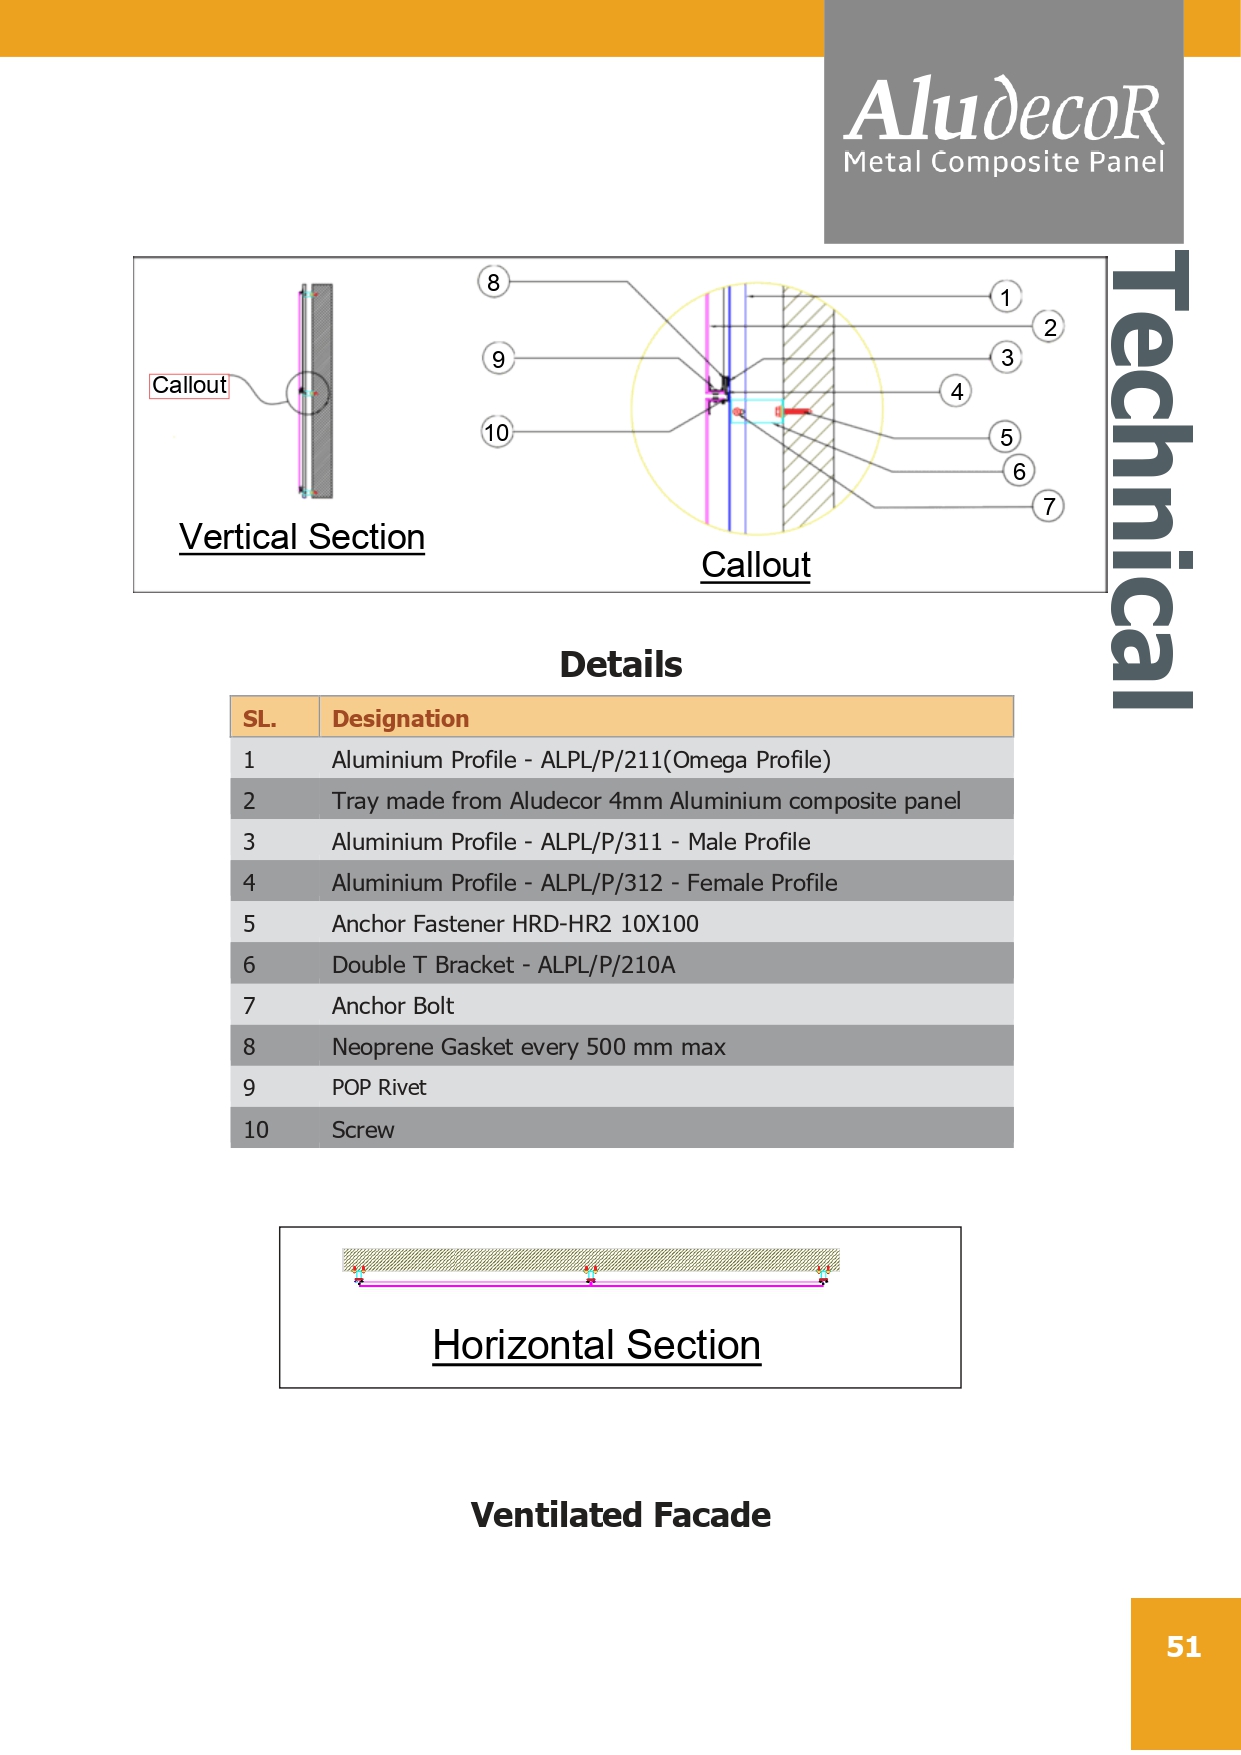 AludecoR
Metal Composite Panel
Technical
8
9
10
1
2
3
4
5
6
7
Callout
Vertical Section
Callout
Details
SL. Designation
1 Aluminium Profile - ALPL/P/211(Omega Profile)
2 Tray made from Aludecor 4mm Aluminium composite panel
3 Aluminium Profile - ALPL/P/311 - Male Profile
4 Aluminium Profile - ALPL/P/312 - Female Profile
5 Anchor Fastener HRD-HR2 10X100
6 Double T Bracket - ALPL/P/210A
7 Anchor Bolt
8 Neoprene Gasket every 500 mm max
9 POP Rivet
10 Screw
Horizontal Section
Ventilated Facade
51